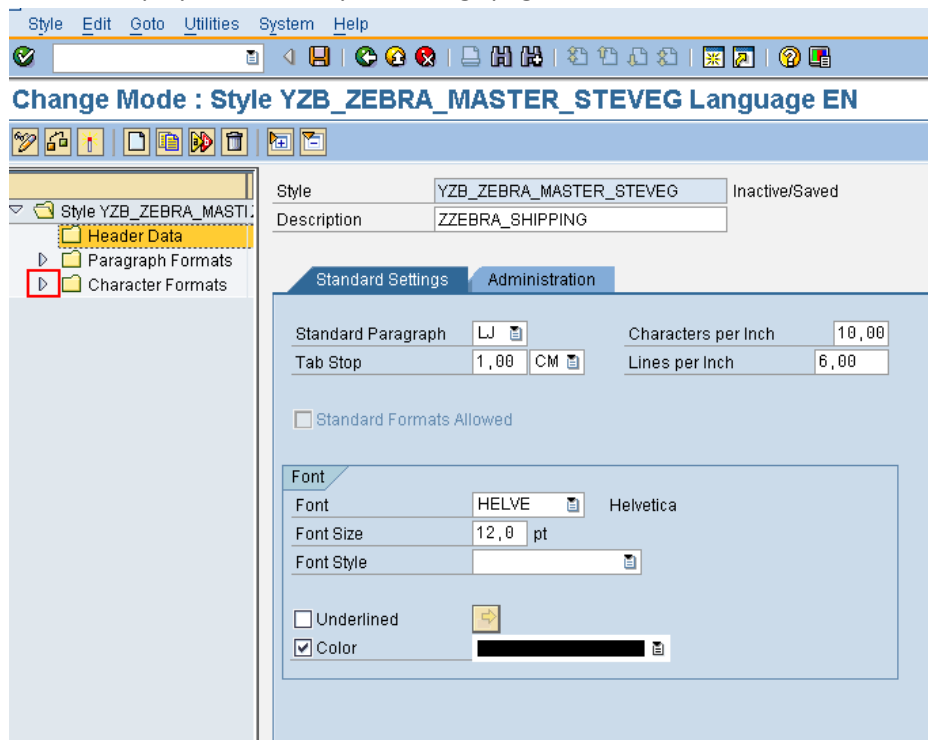 Style Edit Goto Utilities System Help
Change Mode : Style YZB_ZEBRA_MASTER_STEVEG Language EN
Style YZB_ZEBRA_MASTI
Header Data
Paragraph Formats
Character Formats
Style YZB_ZEBRA_MASTER_STEVEG Inactive/Saved
Description ZZEBRA_SHIPPING
Standard Settings Administration
Standard Paragraph LJ Characters per Inch 10,00
Tab Stop 1,00 CM Lines per Inch 6,00
Standard Formats Allowed
Font
Font HELVE Helvetica
Font Size 12,0 pt
Font Style
Underlined
Color